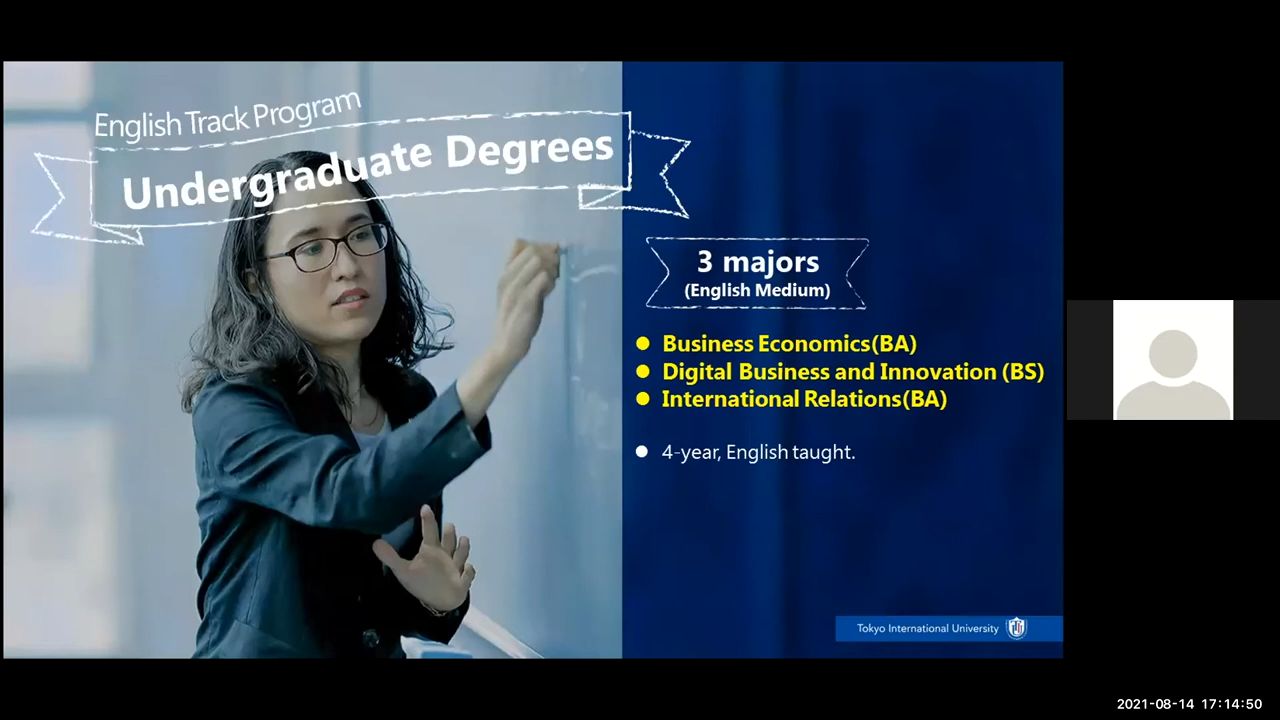 English Track Program
Undergraduate Degrees
3 majors
(English Medium)
Business Economics(BA)
Digital Business and Innovation (BS)
International Relations(BA)
4-year, English taught.
Tokyo International University
2021-08-14 17:14:50